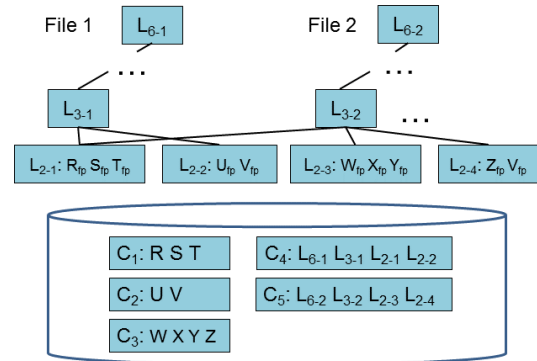 File 1 L6-1 File 2 L6-2
... ...
L3-1 L3-2 ...
L2-1: Rfp Sfp Tfp L2-2: Ufp Vfp L2-3: Wfp Xfp Yfp L2-4: Zfp Vfp
C1: R S T C4: L6-1 L3-1 L2-1 L2-2
C2: U V C5: L6-2 L3-2 L2-3 L2-4
C3: W X Y Z